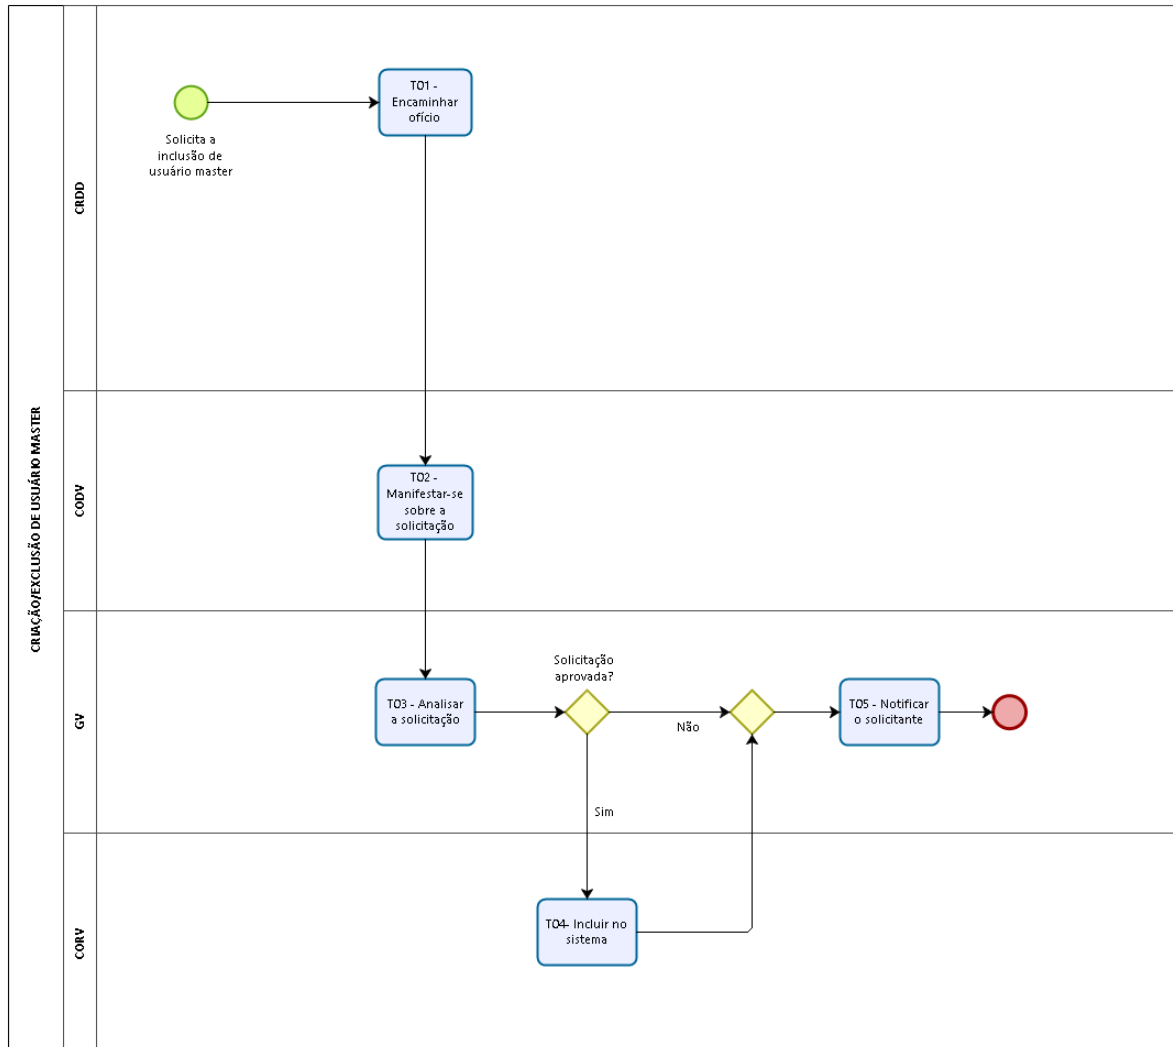 CRIAÇÃO/EXCLUSÃO DE USUÁRIO MASTER
CRDD
Solicita a
inclusão de
usuário master
T01 -
Encaminhar
ofício
CODV
T02 -
Manifestar-se
sobre a
solicitação
GV
T03 - Analisar
a solicitação
Solicitação
aprovada?
Não
Sim
T05 - Notificar
o solicitante
CORV
T04- Incluir no
sistema